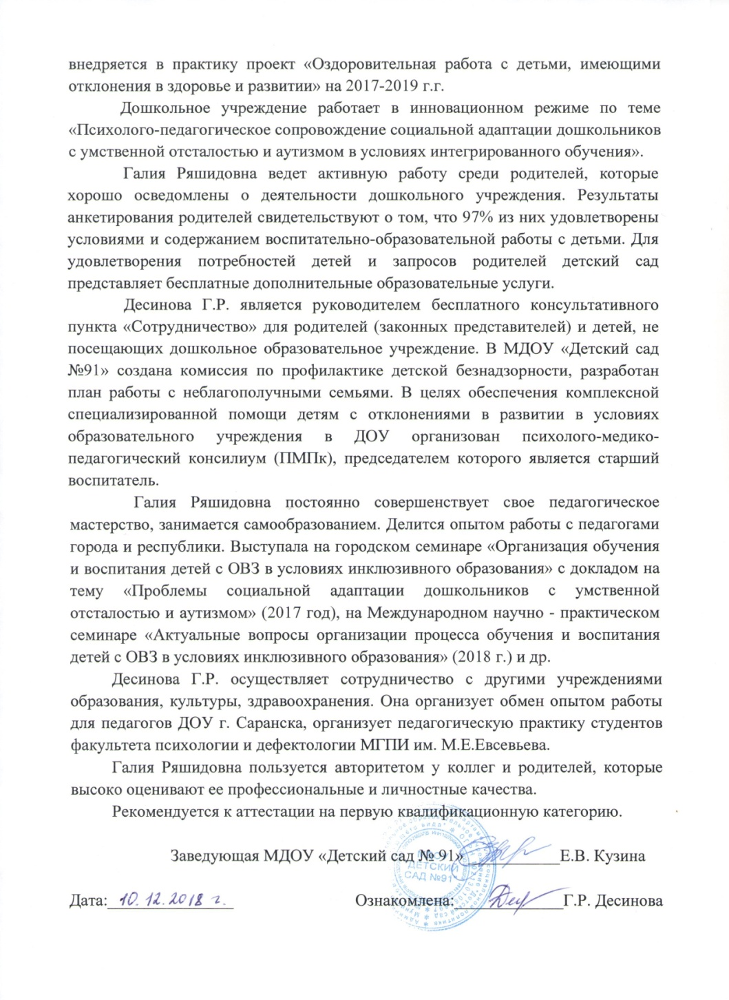 внедряется в практику проект «Оздоровительная работа с детьми, имеющими
отклонения в здоровье и развитии» на 2017-2019 г.г.
Дошкольное учреждение работает в инновационном режиме по теме
«Психолого-педагогическое сопровождение социальной адаптации дошкольников
с умственной отсталостью и аутизмом в условиях интегрированного обучения».
Галия Ряшидовна ведет активную работу среди родителей, которые
хорошо осведомлены о деятельности дошкольного учреждения. Результаты
анкетирования родителей свидетельствуют о том, что 97% из них удовлетворены
условиями и содержанием воспитательно-образовательной работы с детьми. Для
удовлетворения потребностей детей и запросов родителей детский сад
представляет бесплатные дополнительные образовательные услуги.
Десинова Г.Р. является руководителем бесплатного консультативного
пункта «Сотрудничество» для родителей (законных представителей) и детей, не
посещающих дошкольное образовательное учреждение. В МДОУ «Детский сад
№91» создана комиссия по профилактике детской безнадзорности, разработан
план работы с неблагополучными семьями. В целях обеспечения комплексной
специализированной помощи детям с отклонениями в развитии в условиях
образовательного учреждения в ДОУ организован психолого-медико-
педагогический консилиум (ПМПк), председателем которого является старший
воспитатель.
Галия Ряшидовна постоянно совершенствует свое педагогическое
мастерство, занимается самообразованием. Делится опытом работы с педагогами
города и республики. Выступала на городском семинаре «Организация обучения
и воспитания детей с ОВЗ в условиях инклюзивного образования» с докладом на
тему «Проблемы социальной адаптации дошкольников с умственной
отсталостью и аутизмом» (2017 год), на Международном научно - практическом
семинаре «Актуальные вопросы организации процесса обучения и воспитания
детей с ОВЗ в условиях инклюзивного образования» (2018 г.) и др.
Десинова Г.Р. осуществляет сотрудничество с другими учреждениями
образования, культуры, здравоохранения. Она организует обмен опытом работы
для педагогов ДОУ г. Саранска, организует педагогическую практику студентов
факультета психологии и дефектологии МГПИ им. М.Е.Евсевьева.
Галия Ряшидовна пользуется авторитетом у коллег и родителей, которые
высоко оценивают ее профессиональные и личностные качества.
Рекомендуется к аттестации на первую квалификационную категорию.
Заведующая МДОУ «Детский сад № 91»___________Е.В. Кузина
"ДЕТСКИЙ
САД №91"
Дата: 10.12.2018 г. Ознакомлена:____________Г.Р. Десинова